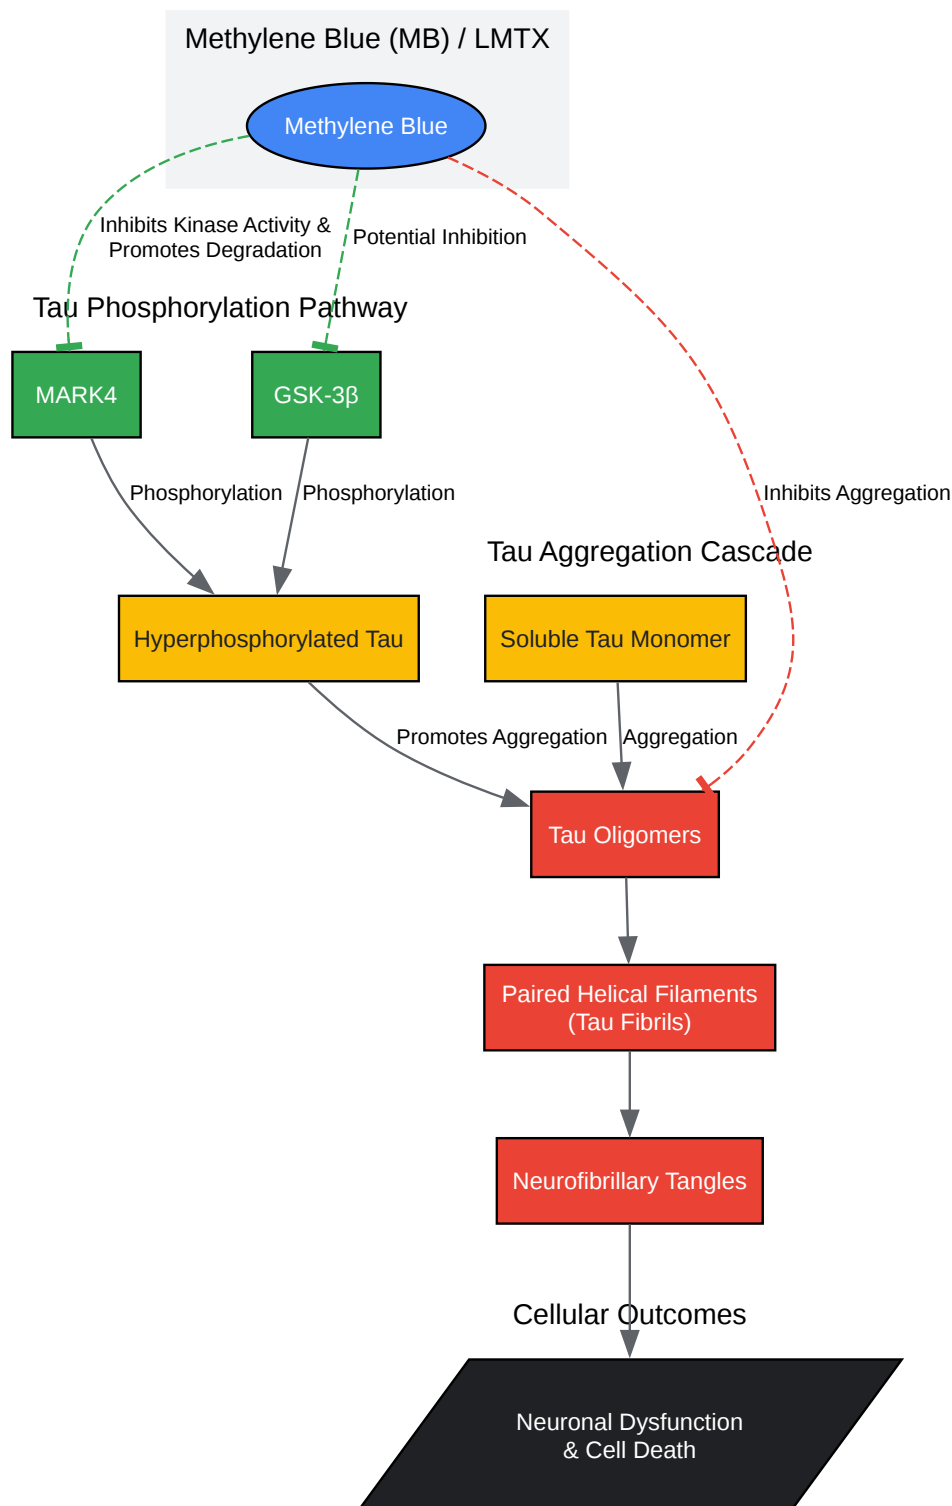 Methylene Blue (MB) / LMTX
Methylene Blue
Inhibits Kinase Activity &
Promotes Degradation
Potential Inhibition
Tau Phosphorylation Pathway
MARK4
GSK-3β
Phosphorylation
Phosphorylation
Inhibits Aggregation
Tau Aggregation Cascade
Hyperphosphorylated Tau
Soluble Tau Monomer
Promotes Aggregation
Aggregation
Tau Oligomers
Paired Helical Filaments
(Tau Fibrils)
Neurofibrillary Tangles
Cellular Outcomes
Neuronal Dysfunction
& Cell Death